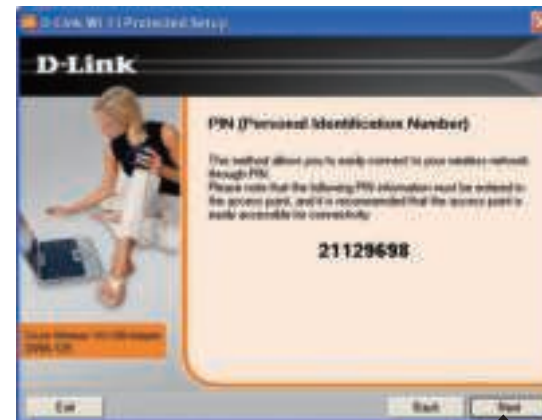 D-Link Wi-Fi Protected Setup
D-Link
PIN (Personal Identification Number)
This method allows you to easily connect to your wireless network
through PIN.
Please note that the following PIN information must be entered in
the access point, and it is recommended that the access point is
easily accessible for connectivity.
21129698
Exit
Back
Next